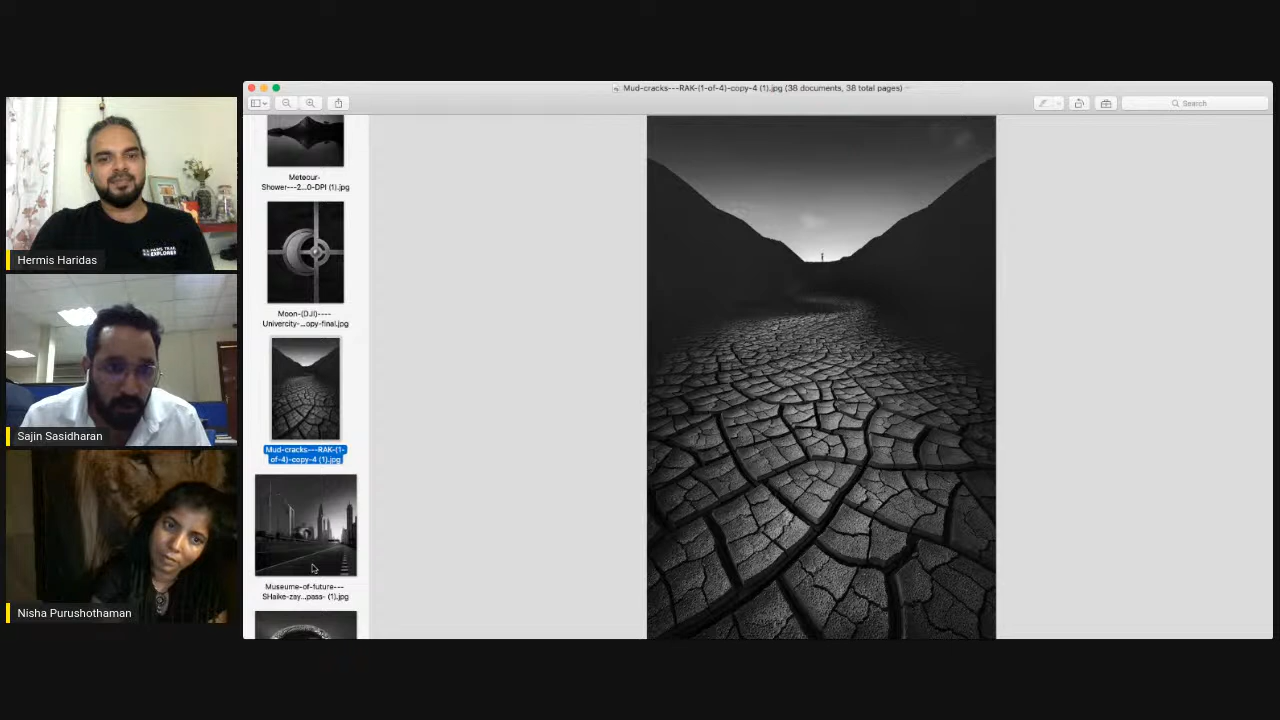 Mud-cracks---RAK-(1-of-4)-copy-4 (1).jpg (38 documents, 38 total pages)
Search
Hermis Haridas
Sajin Sasidharan
Nisha Purushothaman
Meteour-
Shower---2...0-DPI (1).jpg
Moon-(DJI)----
Univercity-...opy-final.jpg
Mud-cracks---RAK-(1-
of-4)-copy-4 (1).jpg
Museume-of-future---
SHaike-zay...pasa- (1).jpg